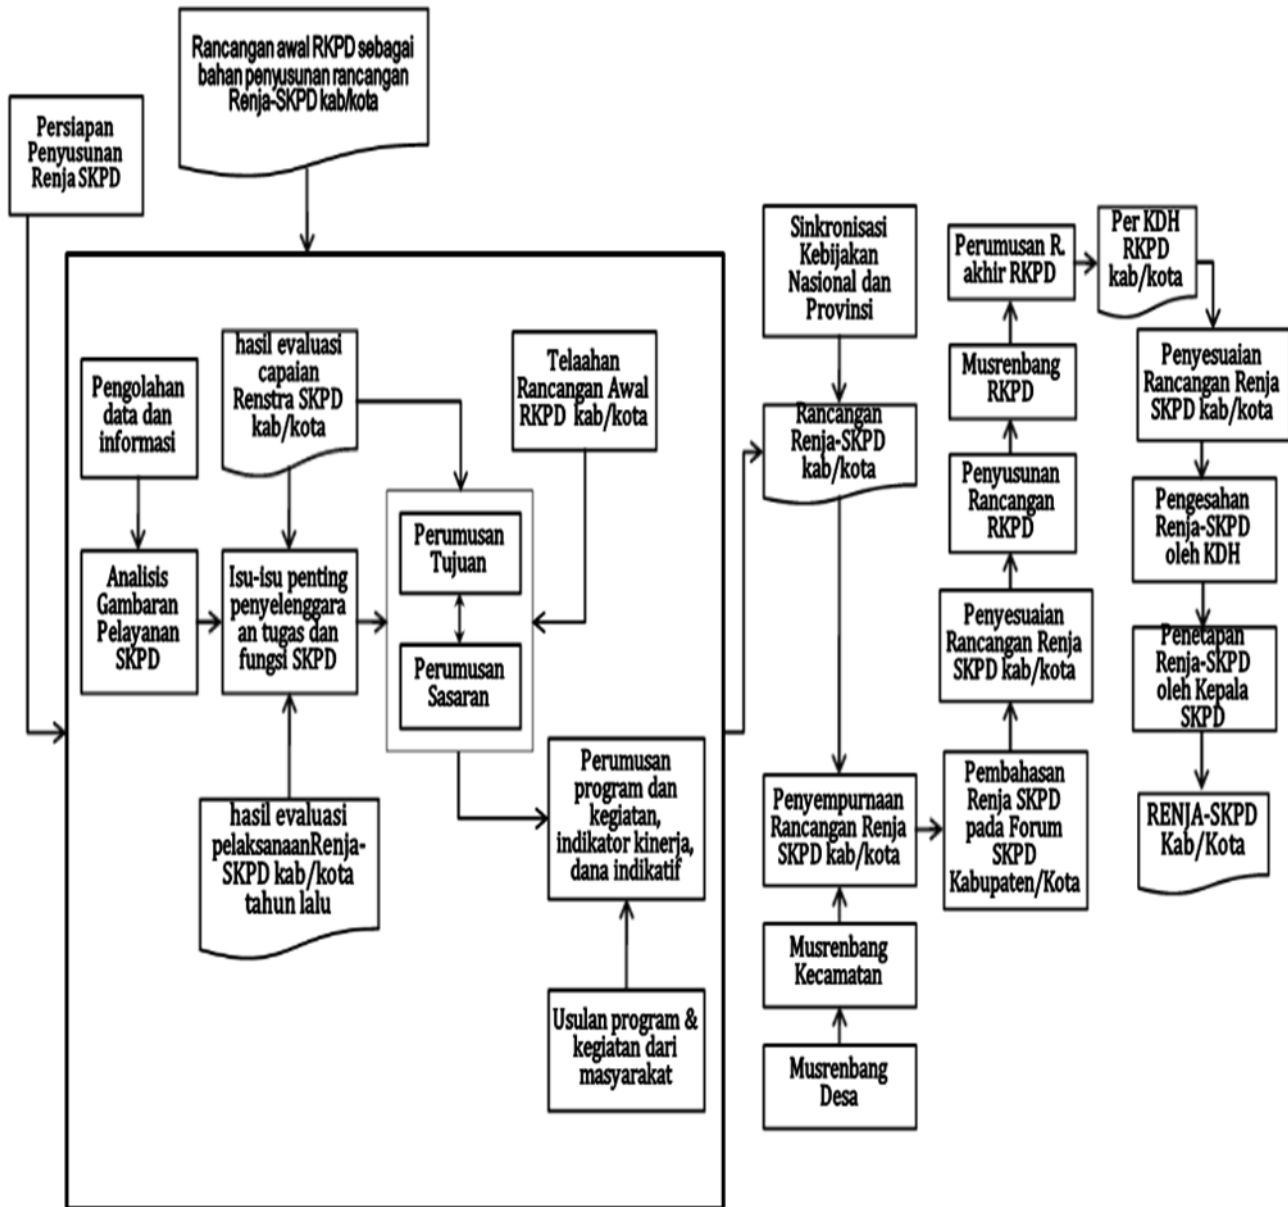 Rancangan awal RKPD sebagai
bahan penyusunan rancangan
Renja-SKPD kab/kota
Persiapan
Penyusunan
Renja SKPD
Pengolahan
data dan
informasi
hasil evaluasi
capaian
Renstra SKPD
kab/kota
Telaahan
Rancangan Awal
RKPD kab/kota
Analisis
Gambaran
Pelayanan
SKPD
Isu-isu penting
penyelenggara
an tugas dan
fungsi SKPD
Perumusan
Tujuan
Perumusan
Sasaran
hasil evaluasi
pelaksanaanRenja-
SKPD kab/kota
tahun lalu
Perumusan
program dan
kegiatan,
indikator kinerja,
dana indikatif
Usulan program &
kegiatan dari
masyarakat
Sinkronisasi
Kebijakan
Nasional dan
Provinsi
Rancangan
Renja-SKPD
kab/kota
Penyempurnaan
Rancangan Renja
SKPD kab/kota
Musrenbang
Kecamatan
Musrenbang
Desa
Perumusan R.
akhir RKPD
Musrenbang
RKPD
Penyusunan
Rancangan
RKPD
Penyesuaian
Rancangan Renja
SKPD kab/kota
Pembahasan
Renja SKPD
pada Forum
SKPD
Kabupaten/Kota
Per KDH
RKPD
kab/kota
Penyesuaian
Rancangan Renja
SKPD kab/kota
Pengesahan
Renja-SKPD
oleh KDH
Penetapan
Renja-SKPD
oleh Kepala
SKPD
RENJA-SKPD
Kab/Kota